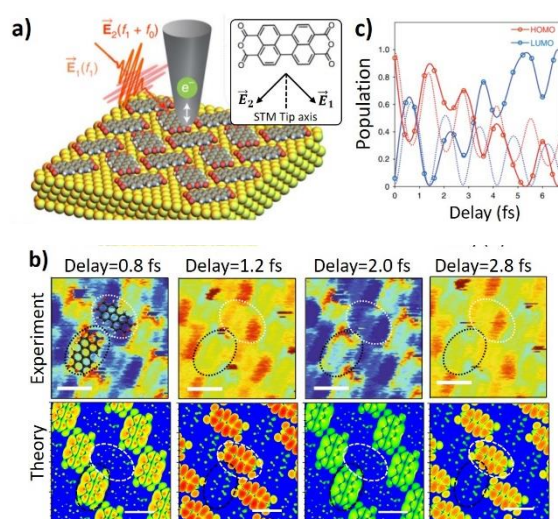 a)
E₂(f₁ + f₀)
E₁(f₁)
e⁻
O O
O O
O O
E₂ E₁
STM Tip axis
c)
HOMO
LUMO
Population
1.0
0.8
0.6
0.4
0.2
0
0 1 2 3 4 5 6
Delay (fs)
b)
Delay=0.8 fs Delay=1.2 fs Delay=2.0 fs Delay=2.8 fs
Experiment
Theory